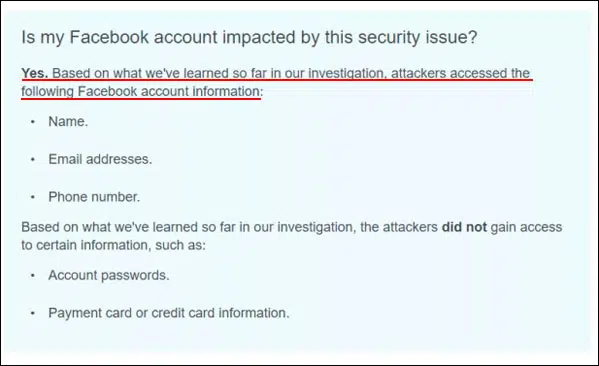 Is my Facebook account impacted by this security issue?
Yes. Based on what we've learned so far in our investigation, attackers accessed the
following Facebook account information:
• Name.
• Email addresses.
• Phone number.
Based on what we've learned so far in our investigation, the attackers did not gain access
to certain information, such as:
• Account passwords.
• Payment card or credit card information.